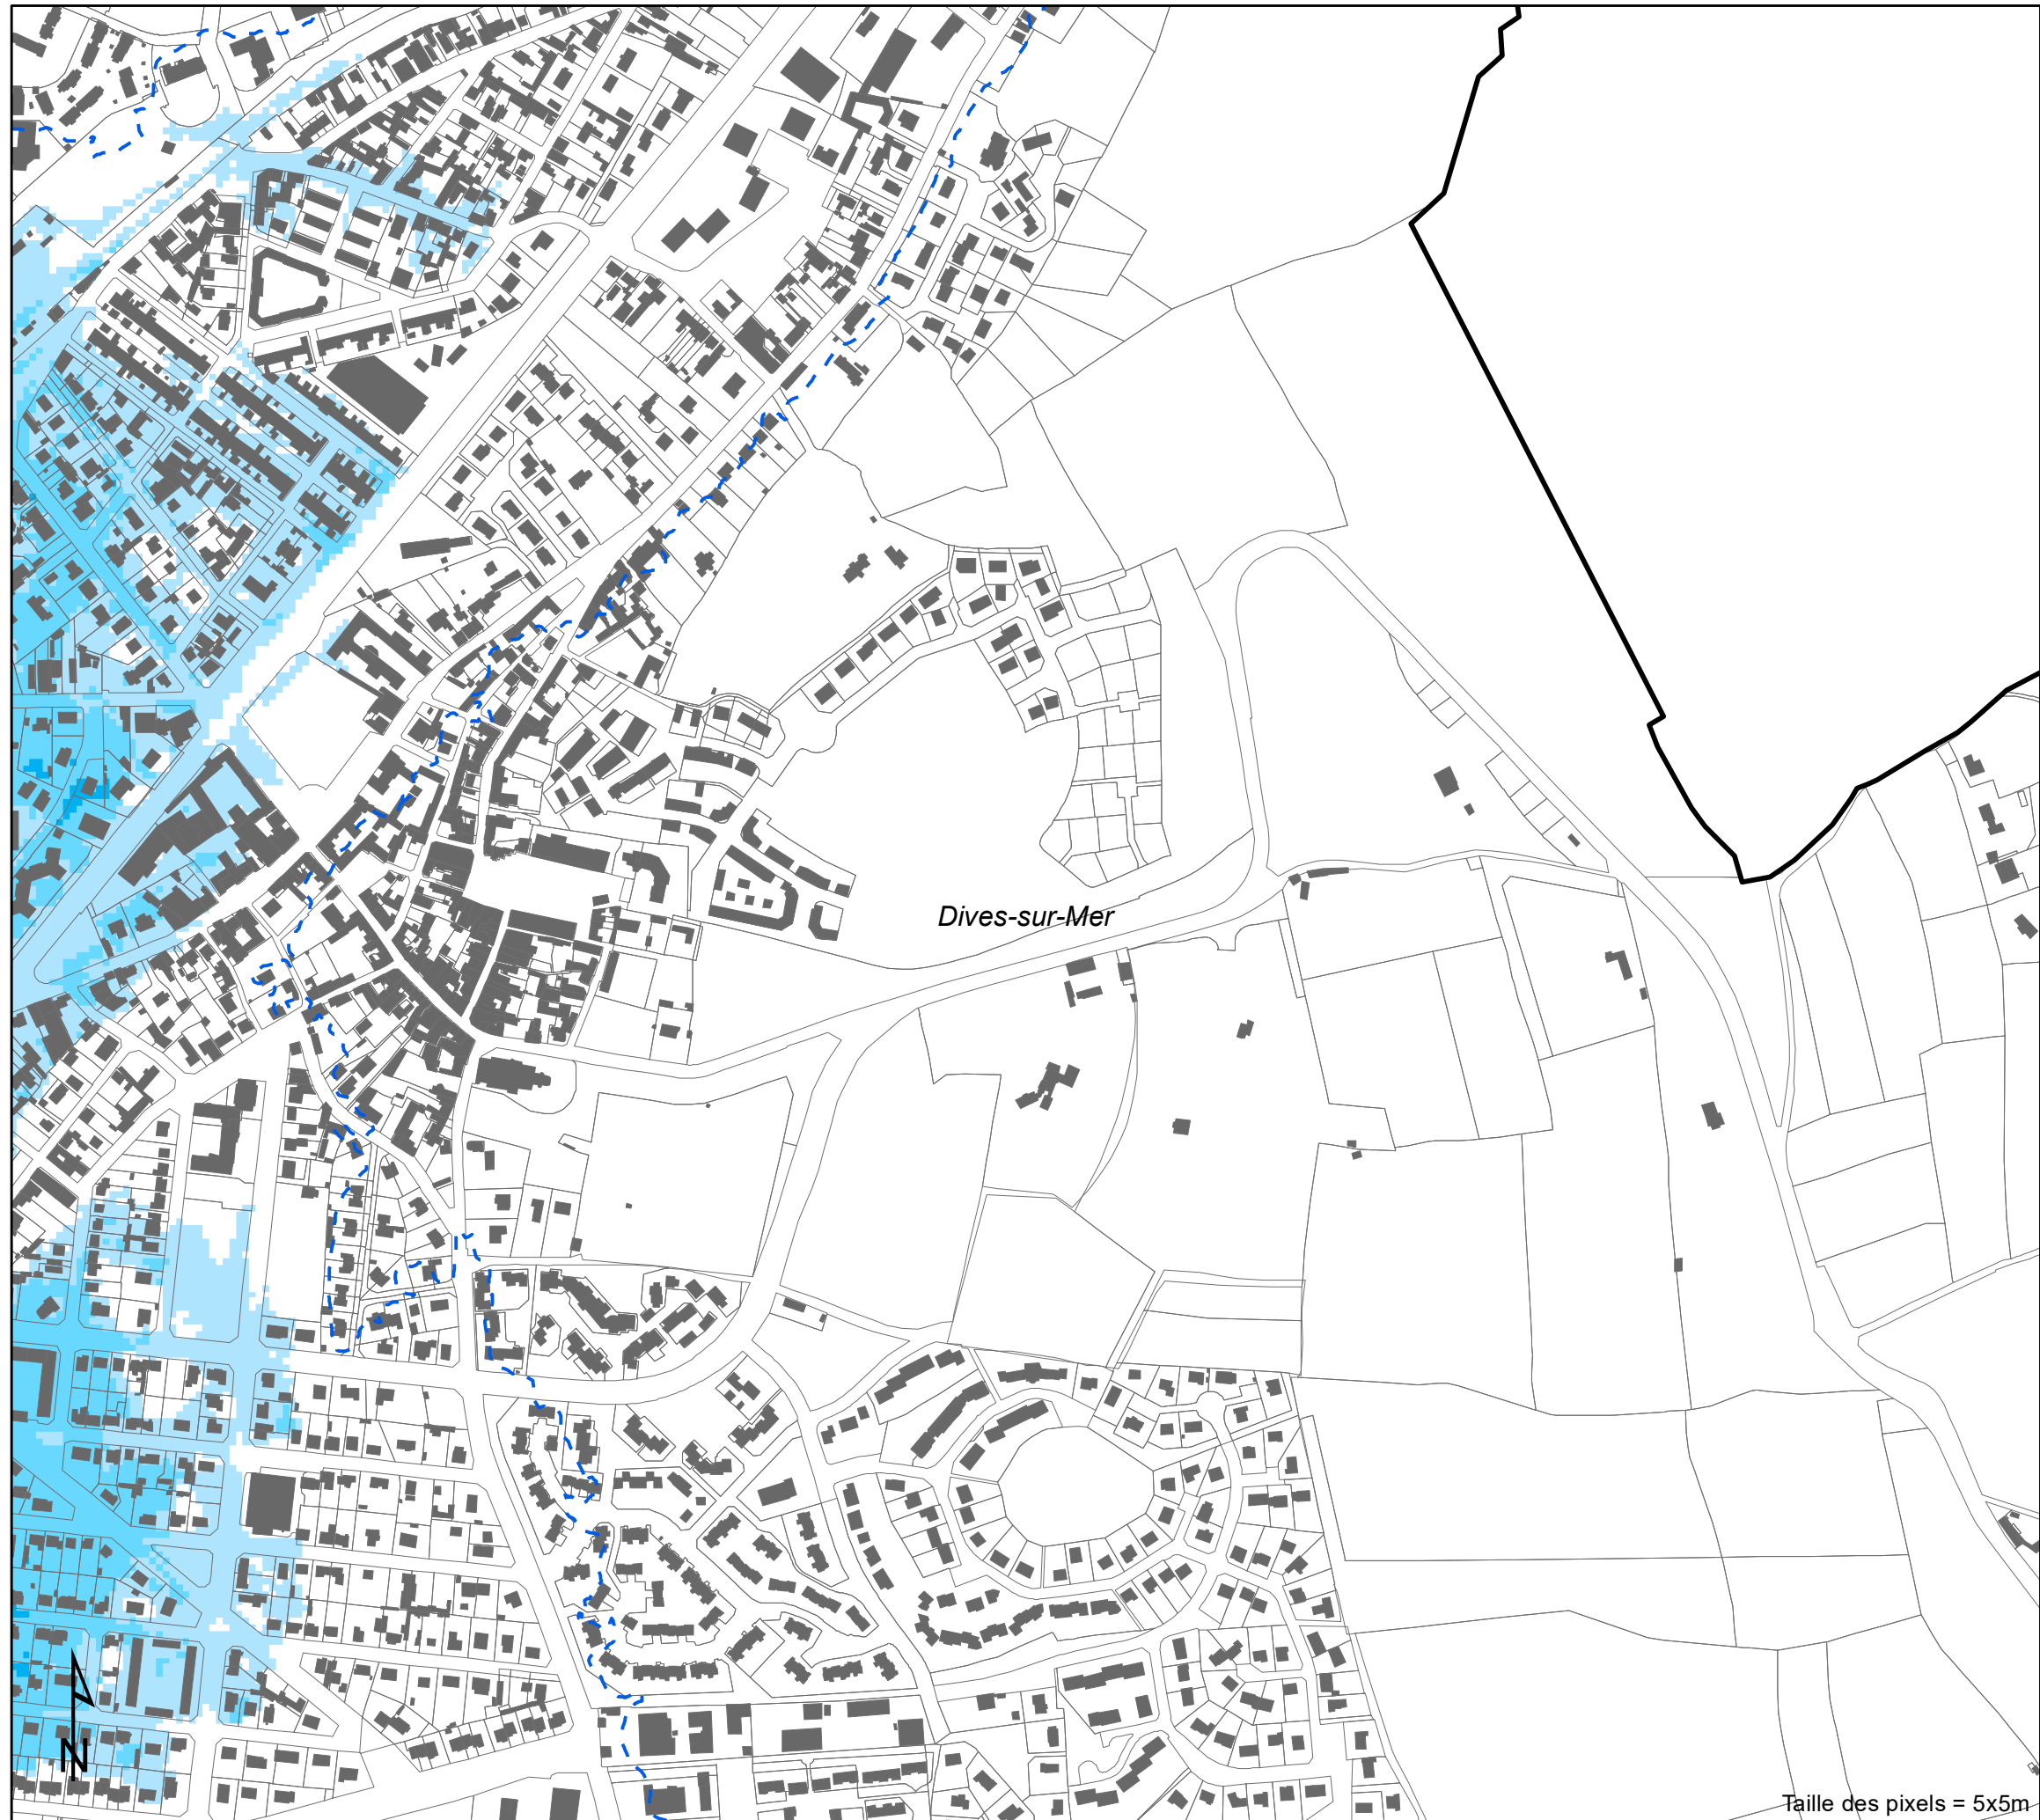 Dives-sur-Mer
N
Taille des pixels = 5x5m